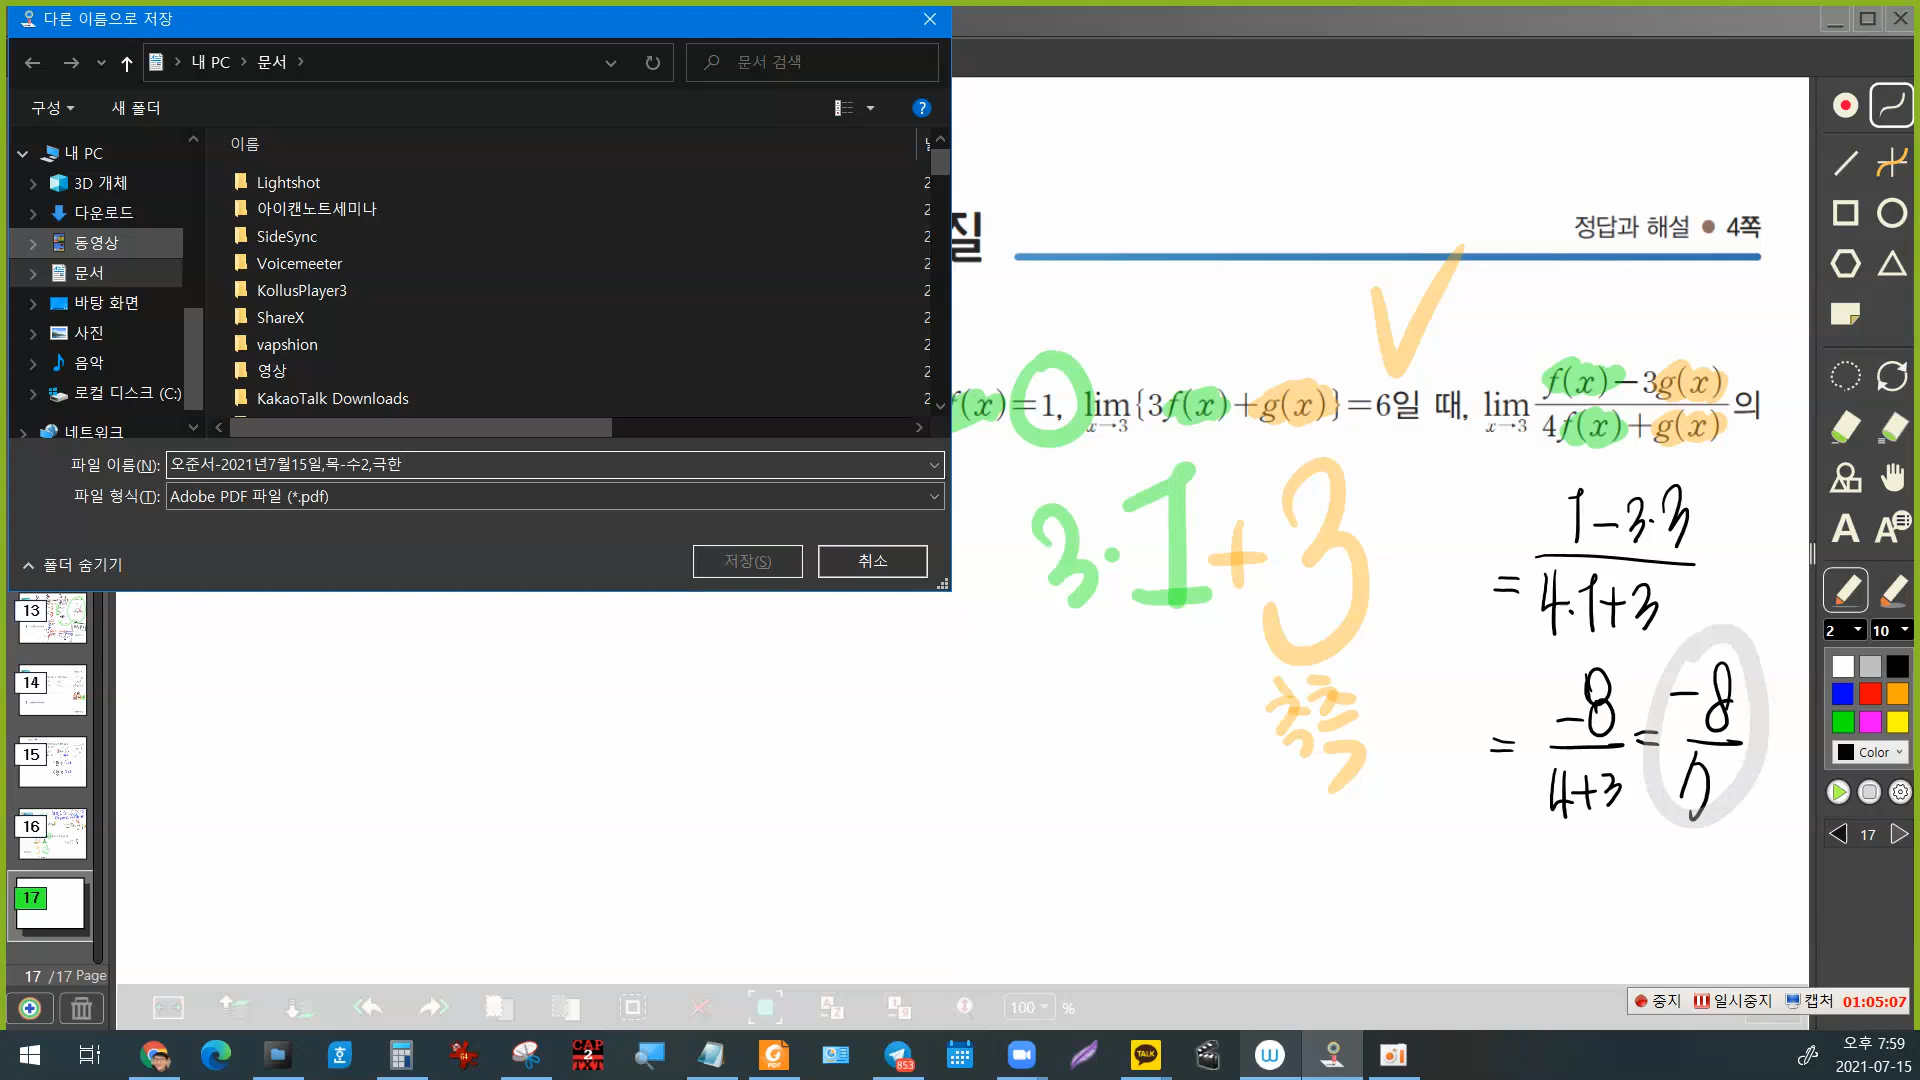 다른 이름으로 저장
내 PC
문서
문서 검색
구성
새 폴더
이름
내 PC
3D 개체
다운로드
동영상
문서
바탕 화면
사진
음악
로컬 디스크 (C:)
네트워크
Lightshot
아이캔노트세미나
SideSync
Voicemeeter
KollusPlayer3
ShareX
vapshion
영상
KakaoTalk Downloads
파일 이름(N):
오준서-2021년7월15일,목-수2,극한
파일 형식(T):
Adobe PDF 파일 (*.pdf)
폴더 숨기기
저장(S)
취소
질
정답과 해설 ● 4쪽
f(x)=1, lim x→3 {3f(x)+g(x)}=6일 때, lim x→3 (f(x)-3g(x))/(4f(x)+g(x))의
3·1+3
= (1-3·3)/(4·1+3)
= -8/(4+3) = -8/7
13
14
15
16
17
17 /17 Page
100 %
2
10
Color
17
중지
일시중지
캡처
01:05:07
CAP 2 TXT
64
853
TALK
오후 7:59
2021-07-15